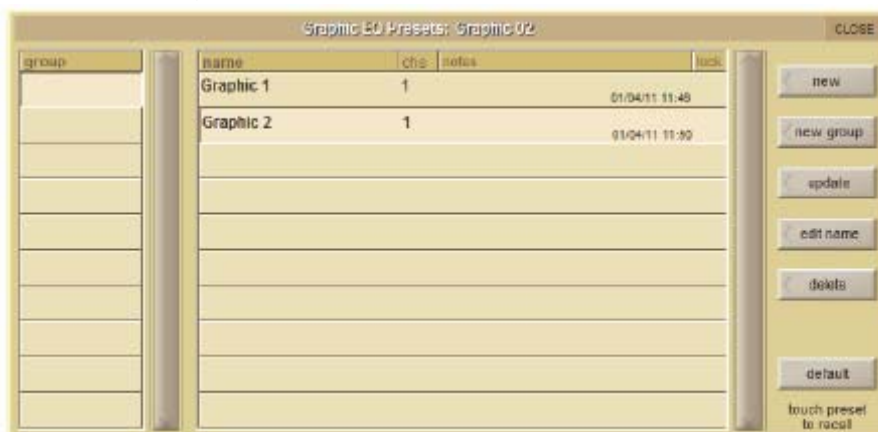 Graphic EQ Presets: Graphic 02
CLOSE
group
name chs notes lock
Graphic 1 1
01/04/11 11:48
Graphic 2 1
01/04/11 11:50
new
new group
update
edit name
delete
default
touch preset
to recall